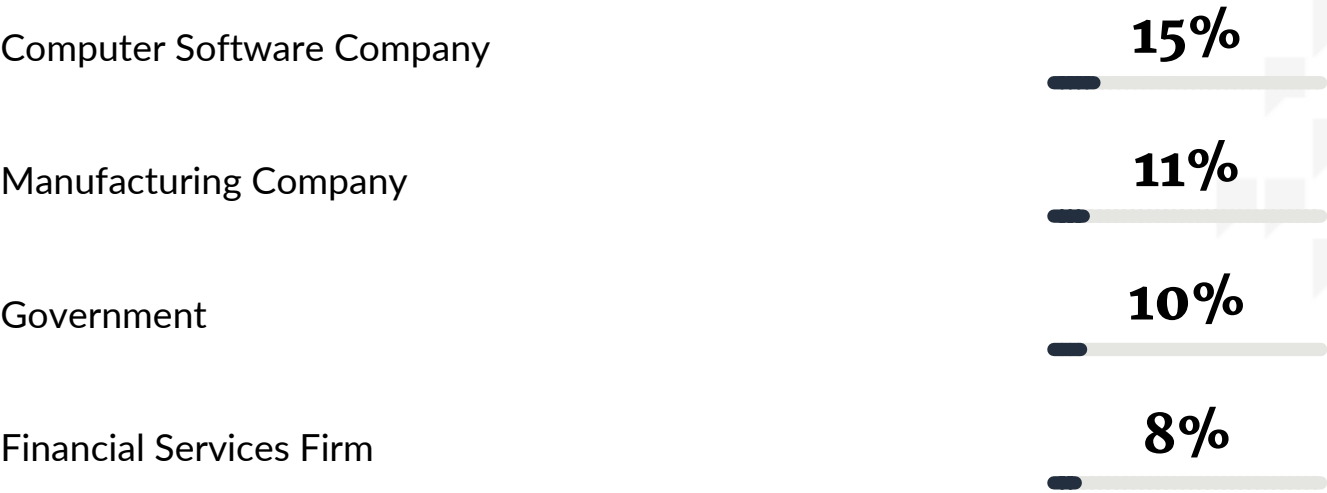 Computer Software Company 15%
Manufacturing Company 11%
Government 10%
Financial Services Firm 8%